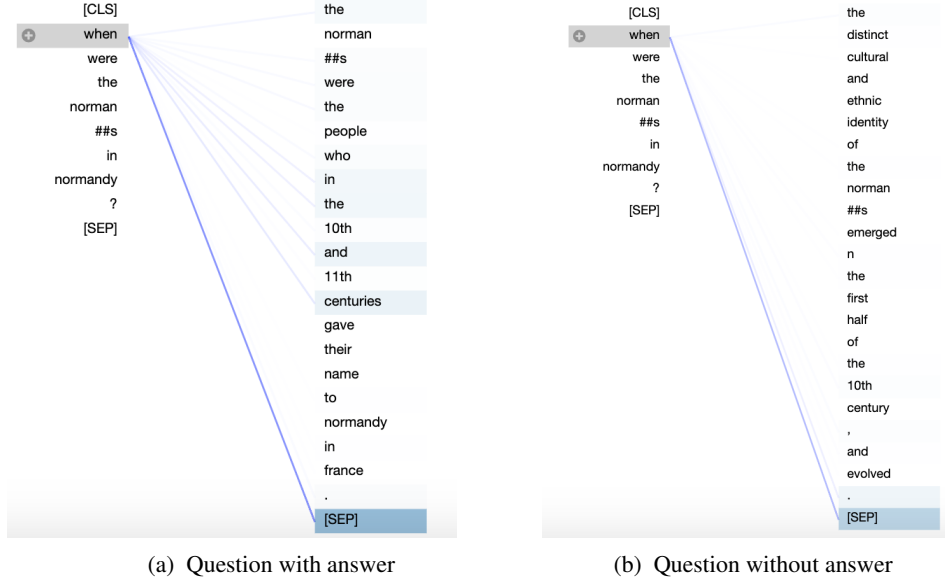 [CLS]
when
were
the
norman
##s
in
normandy
?
[SEP]
the
norman
##s
were
the
people
who
in
the
10th
and
11th
centuries
gave
their
name
to
normandy
in
france
.
[SEP]
(a) Question with answer
[CLS]
when
were
the
norman
##s
in
normandy
?
[SEP]
the
distinct
cultural
and
ethnic
identity
of
the
norman
##s
emerged
n
the
first
half
of
the
10th
century
,
and
evolved
.
[SEP]
(b) Question without answer